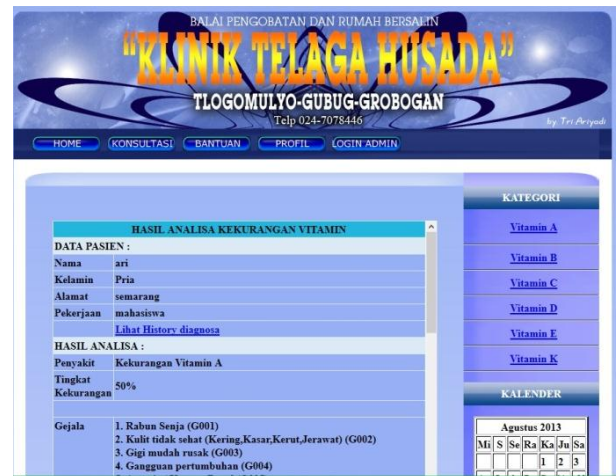 BALAI PENGOBATAN DAN RUMAH BERSALIN
"KLINIK TELAGA HUSADA"
TLOGOMULYO-GUBUG-GROBOGAN
Telp 024-7078446
by. Tri Ariyadi
HOME KONSULTASI BANTUAN PROFIL LOGIN ADMIN
HASIL ANALISA KEKURANGAN VITAMIN
DATA PASIEN :
Nama ari
Kelamin Pria
Alamat semarang
Pekerjaan mahasiswa
Lihat History diagnosa
HASIL ANALISA :
Penyakit Kekurangan Vitamin A
Tingkat Kekurangan 50%
Gejala 1. Rabun Senja (G001)
2. Kulit tidak sehat (Kering,Kasar,Kerut,Jerawat) (G002)
3. Gigi mudah rusak (G003)
4. Gangguan pertumbuhan (G004)
KATEGORI
Vitamin A
Vitamin B
Vitamin C
Vitamin D
Vitamin E
Vitamin K
KALENDER
Agustus 2013
Mi S Se Ra Ka Ju Sa
1 2 3